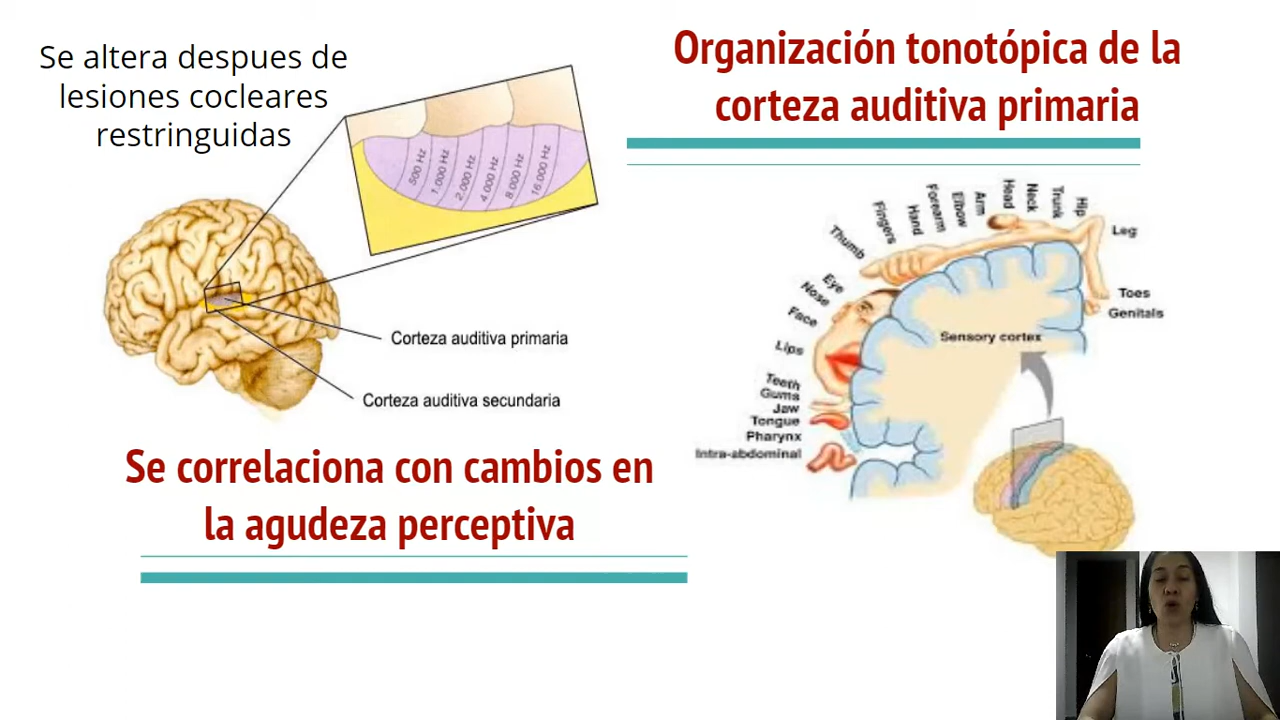 Se altera despues de
lesiones cocleares
restringuidas
Organización tonotópica de la
corteza auditiva primaria
500 Hz
1.000 Hz
2.000 Hz
4.000 Hz
8.000 Hz
16.000 Hz
Corteza auditiva primaria
Corteza auditiva secundaria
Se correlaciona con cambios en
la agudeza perceptiva
Intra-abdominal
Pharynx
Tongue
Jaw
Gums
Teeth
Lips
Face
Nose
Eye
Thumb
Fingers
Hand
Forearm
Elbow
Arm
Head
Neck
Trunk
Hip
Leg
Toes
Genitals
Sensory cortex